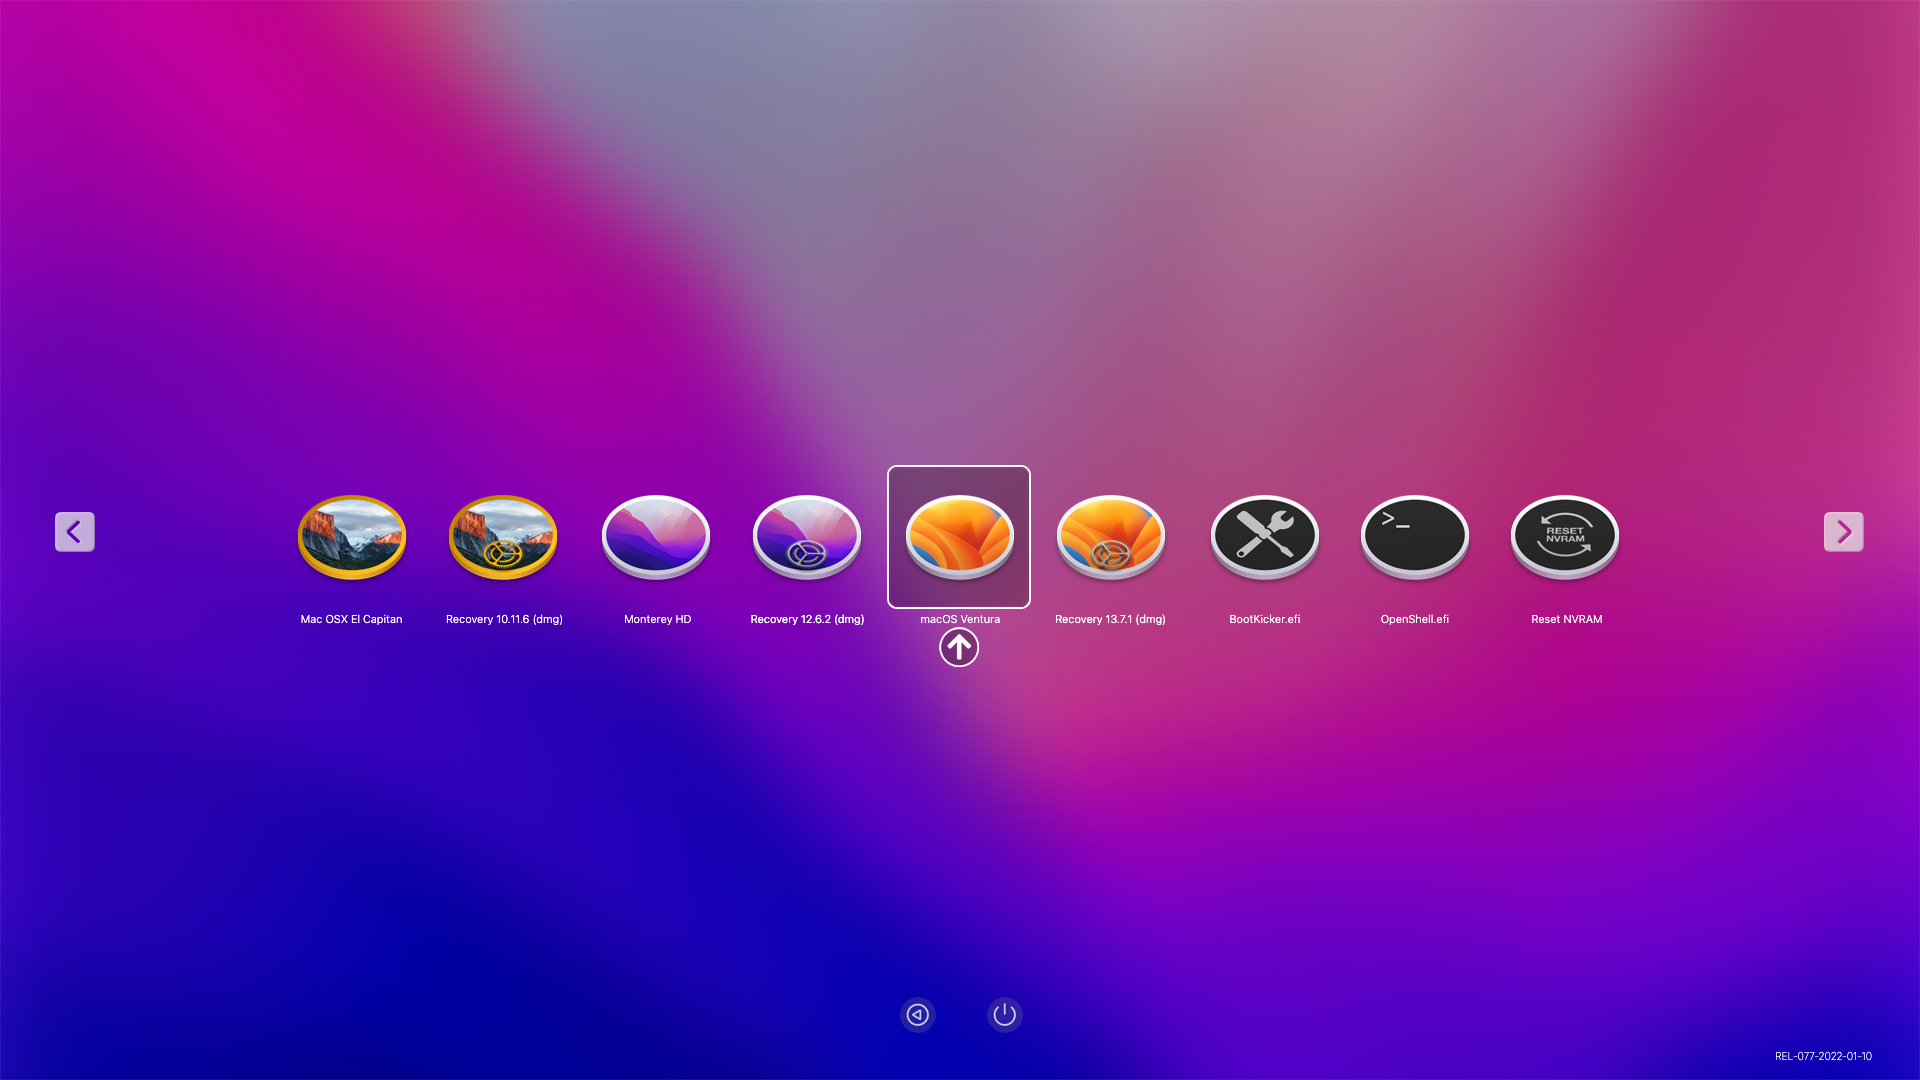 >_
RESET
NVRAM
Mac OSX El Capitan
Recovery 10.11.6 (dmg)
Monterey HD
Recovery 12.6.2 (dmg)
macOS Ventura
Recovery 13.7.1 (dmg)
BootKicker.efi
OpenShell.efi
Reset NVRAM
REL-077-2022-01-10